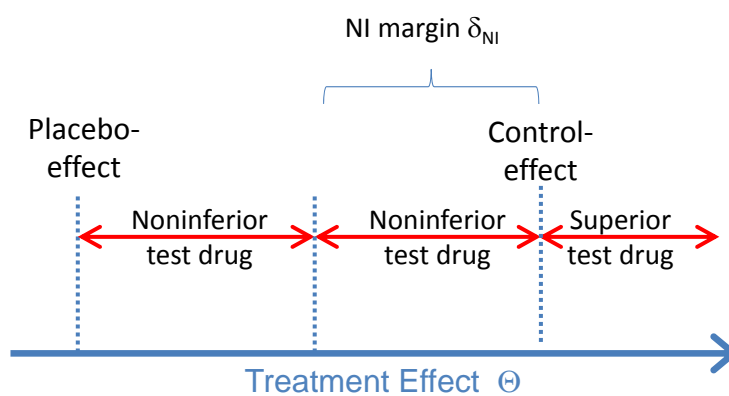 NI margin δNI
Placebo-
effect
Control-
effect
Noninferior
test drug
Noninferior
test drug
Superior
test drug
Treatment Effect Θ